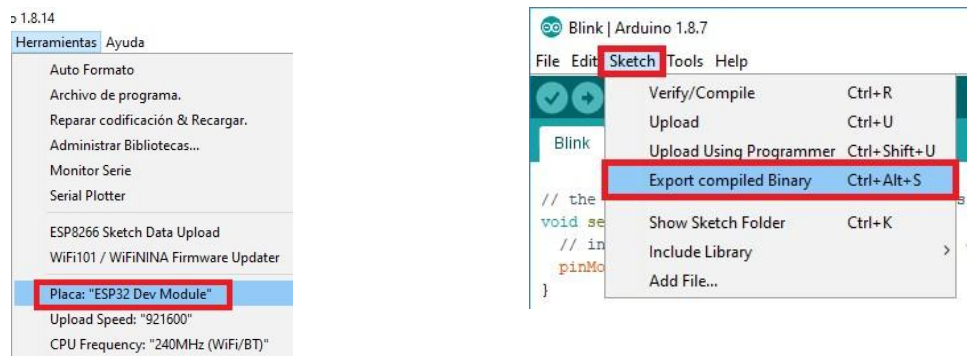 o 1.8.14
Herramientas Ayuda
Auto Formato
Archivo de programa.
Reparar codificación & Recargar.
Administrar Bibliotecas...
Monitor Serie
Serial Plotter
ESP8266 Sketch Data Upload
WiFi101 / WiFiNINA Firmware Updater
Placa: "ESP32 Dev Module"
Upload Speed: "921600"
CPU Frequency: "240MHz (WiFi/BT)"
Blink | Arduino 1.8.7
File Edit Sketch Tools Help
Verify/Compile Ctrl+R
Upload Ctrl+U
Blink
Upload Using Programmer Ctrl+Shift+U
Export compiled Binary Ctrl+Alt+S
// the s
void se
Show Sketch Folder Ctrl+K
// in
Include Library >
pinMo
Add File...
}